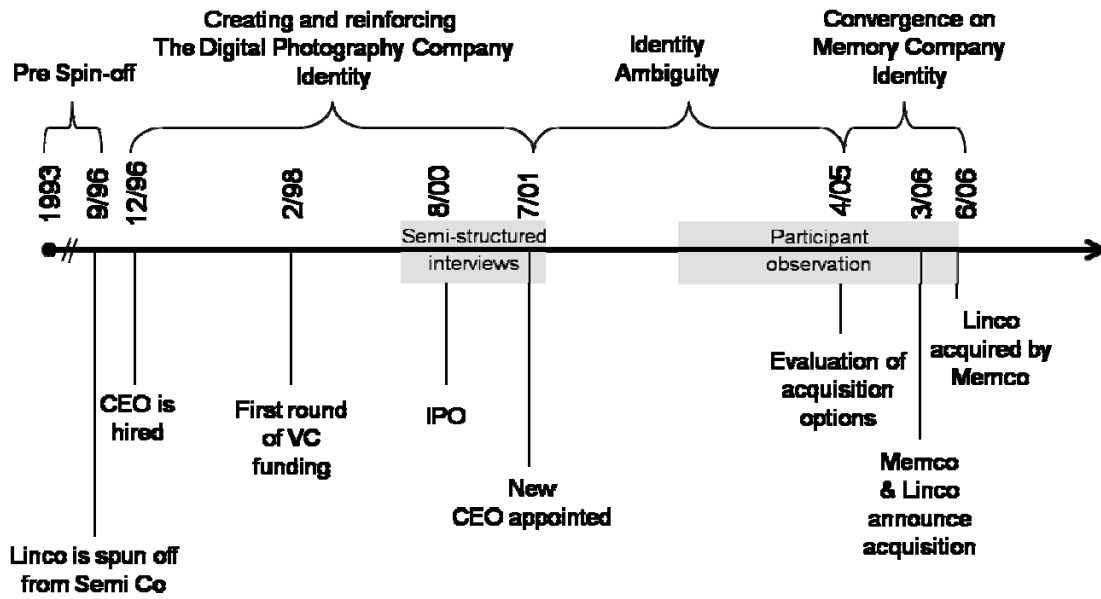 Pre Spin-off
Creating and reinforcing
The Digital Photography Company
Identity
Identity
Ambiguity
Convergence on
Memory Company
Identity
1993
9/96
12/96
2/98
8/00
7/01
4/05
3/06
6/06
Semi-structured
interviews
Participant
observation
Linco is spun off
from Semi Co
CEO is
hired
First round
of VC
funding
IPO
New
CEO appointed
Evaluation of
acquisition
options
Memco
& Linco
announce
acquisition
Linco
acquired by
Memco